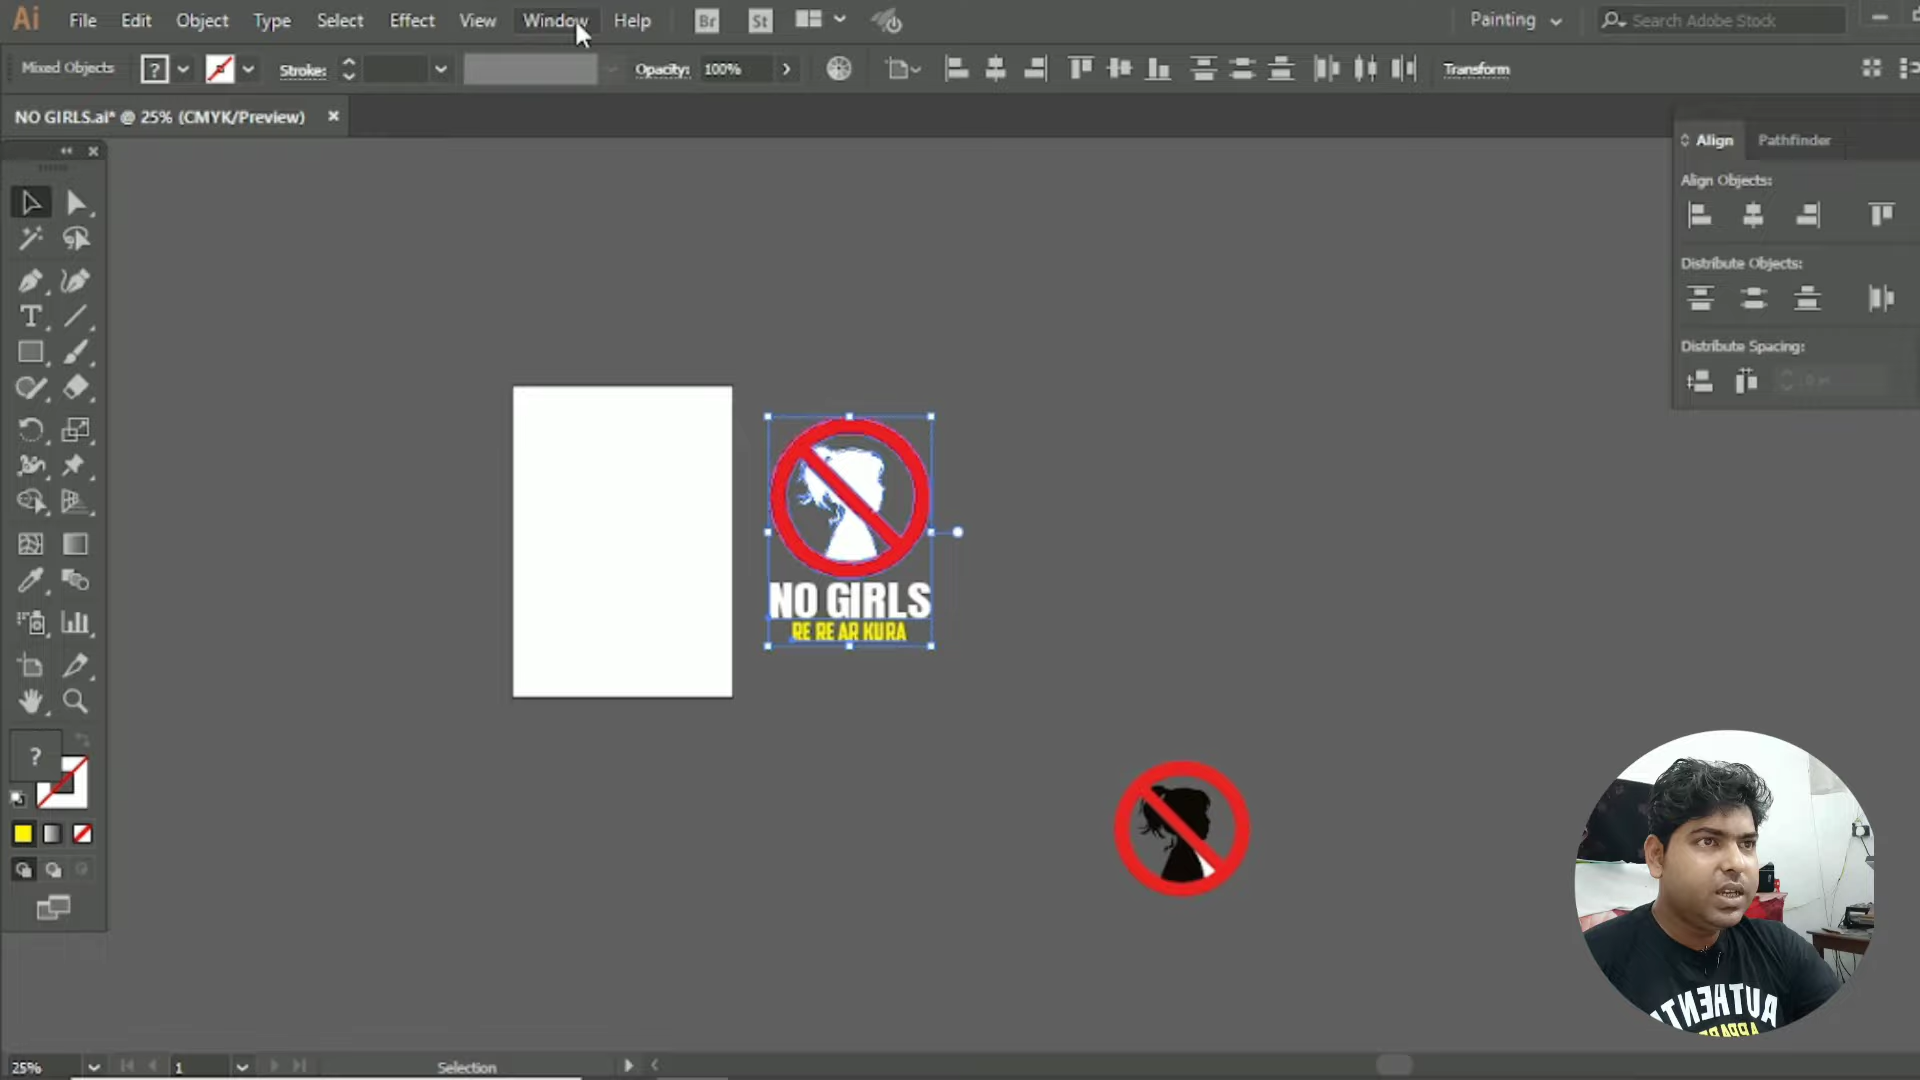 Ai File Edit Object Type Select Effect View Window Help Br St Painting Search Adobe Stock
Mixed Objects ? Stroke: Opacity: 100% Transform
NO GIRLS.ai* @ 25% (CMYK/Preview) ×
Align Pathfinder
Align Objects:
Distribute Objects:
Distribute Spacing:
NO GIRLS
RE RE AR KURA
?
AUTHENTI
25% 1 Selection